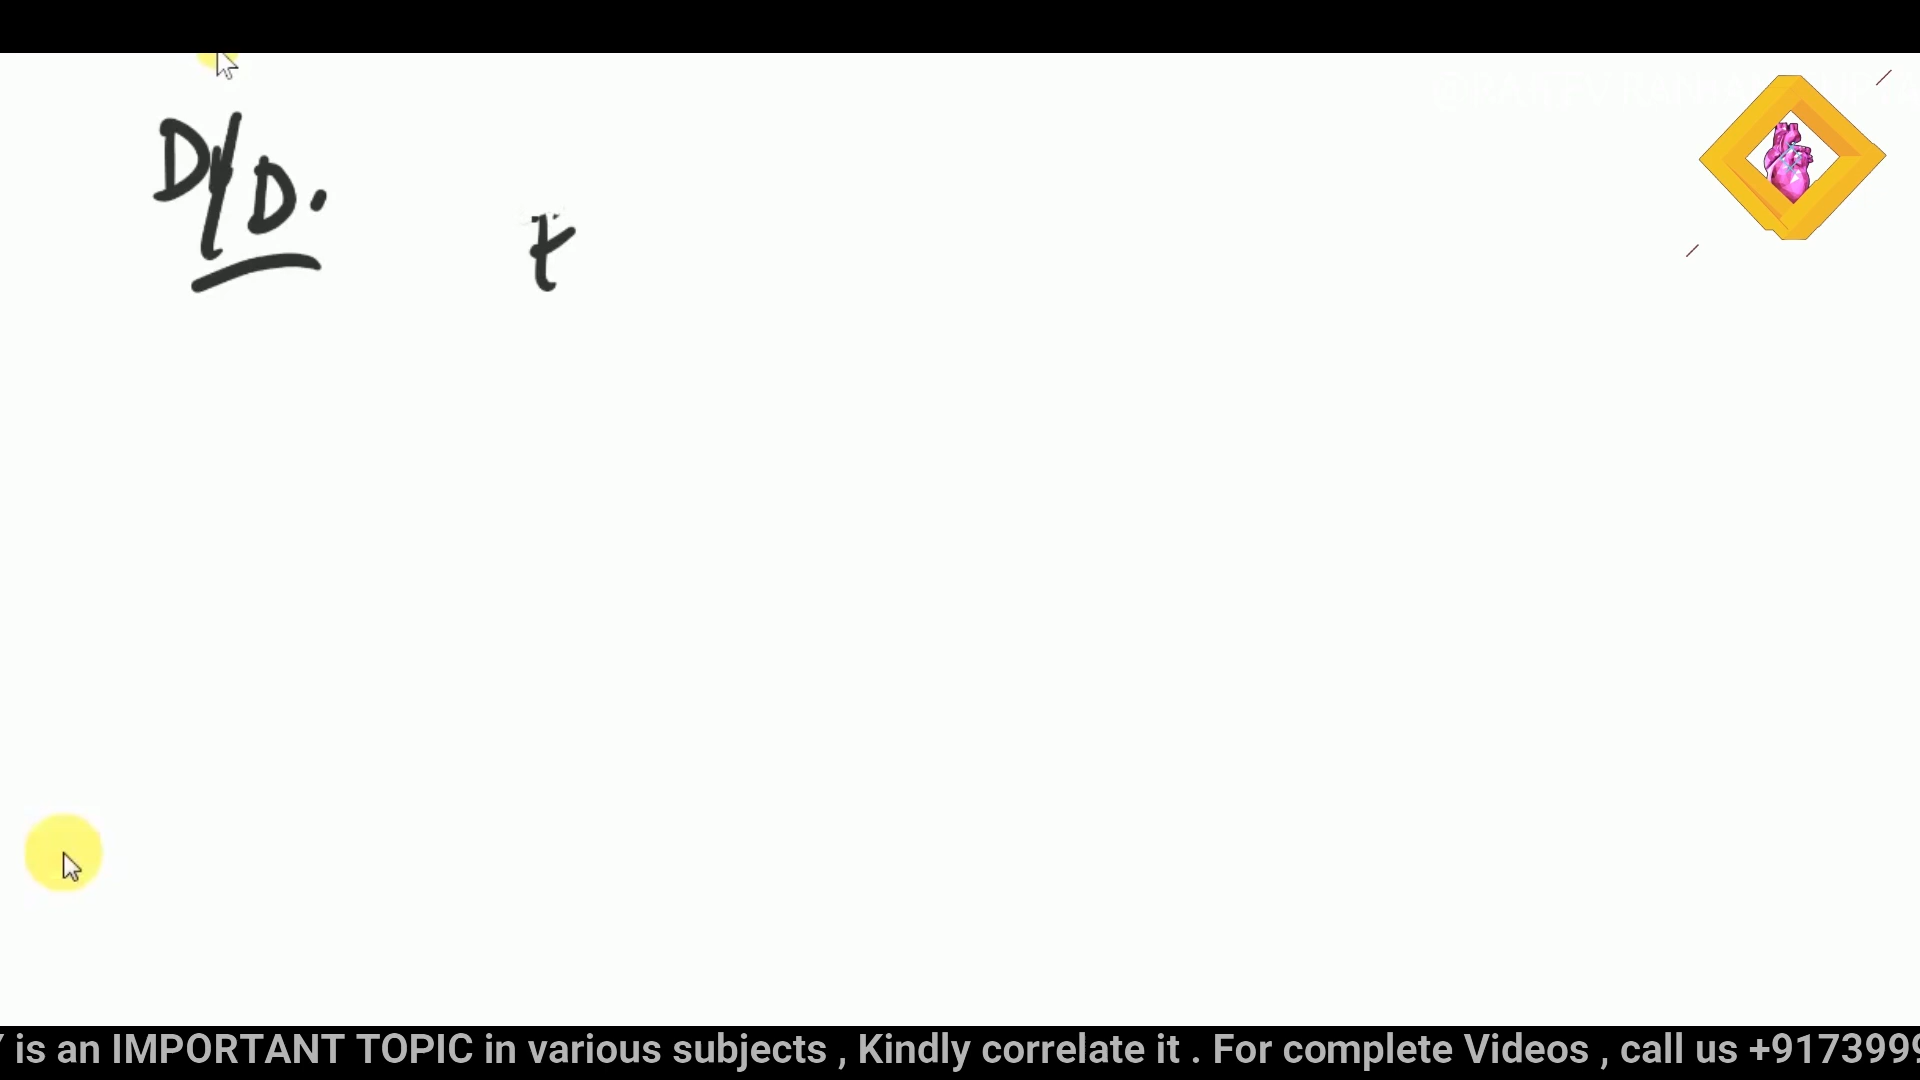 D/D.
t
Y is an IMPORTANT TOPIC in various subjects , Kindly correlate it . For complete Videos , call us +917399